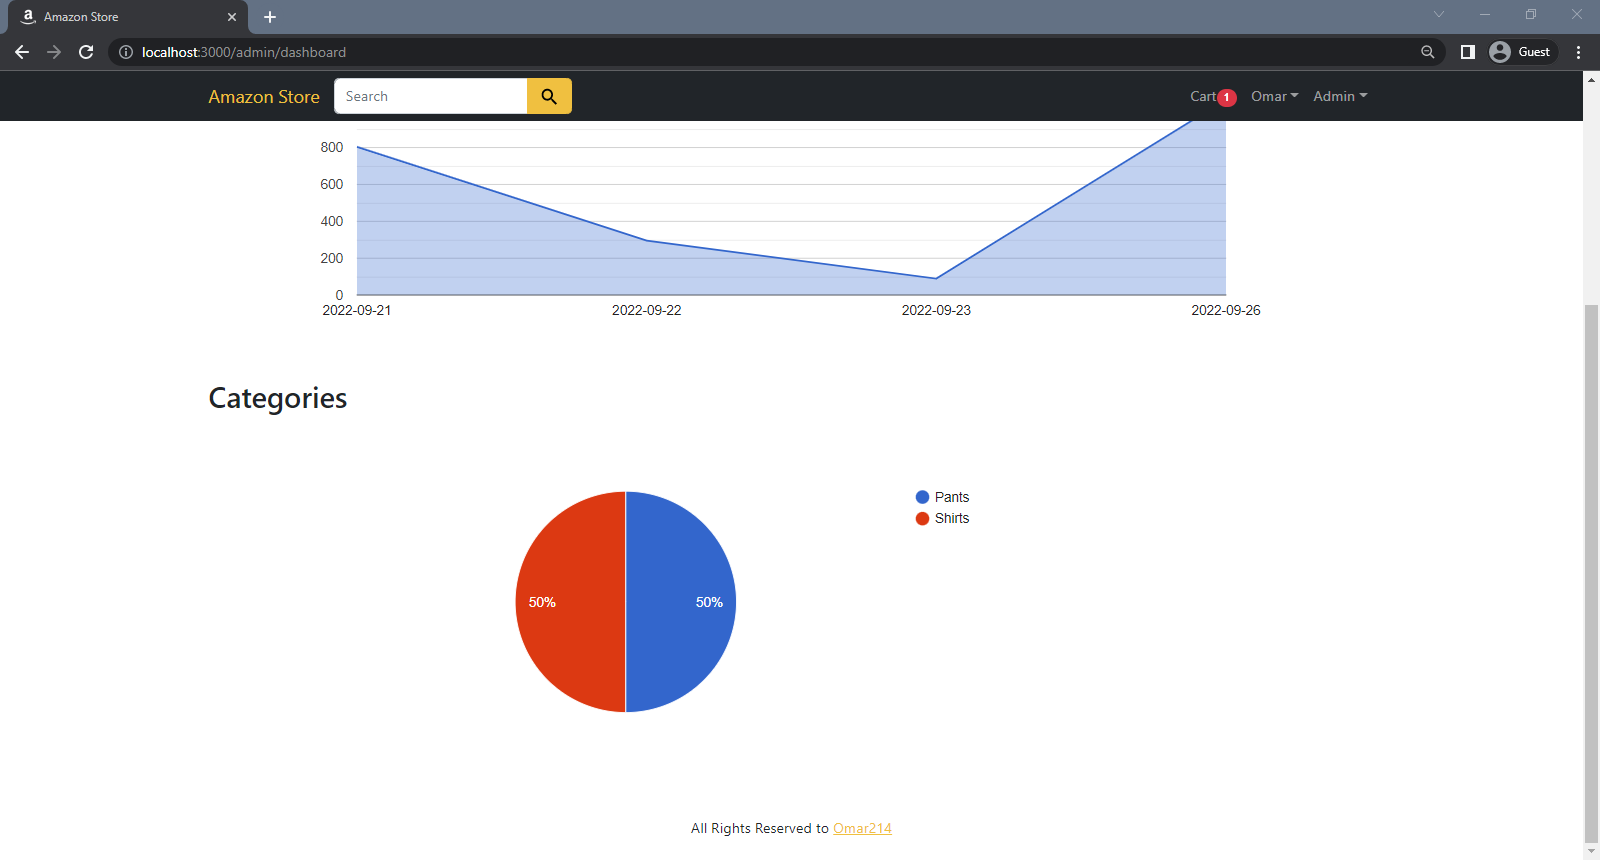 Amazon Store
localhost:3000/admin/dashboard
Guest
Amazon Store Search Cart 1 Omar Admin
800
600
400
200
0
2022-09-21 2022-09-22 2022-09-23 2022-09-26
Categories
Pants
Shirts
50% 50%
All Rights Reserved to Omar214